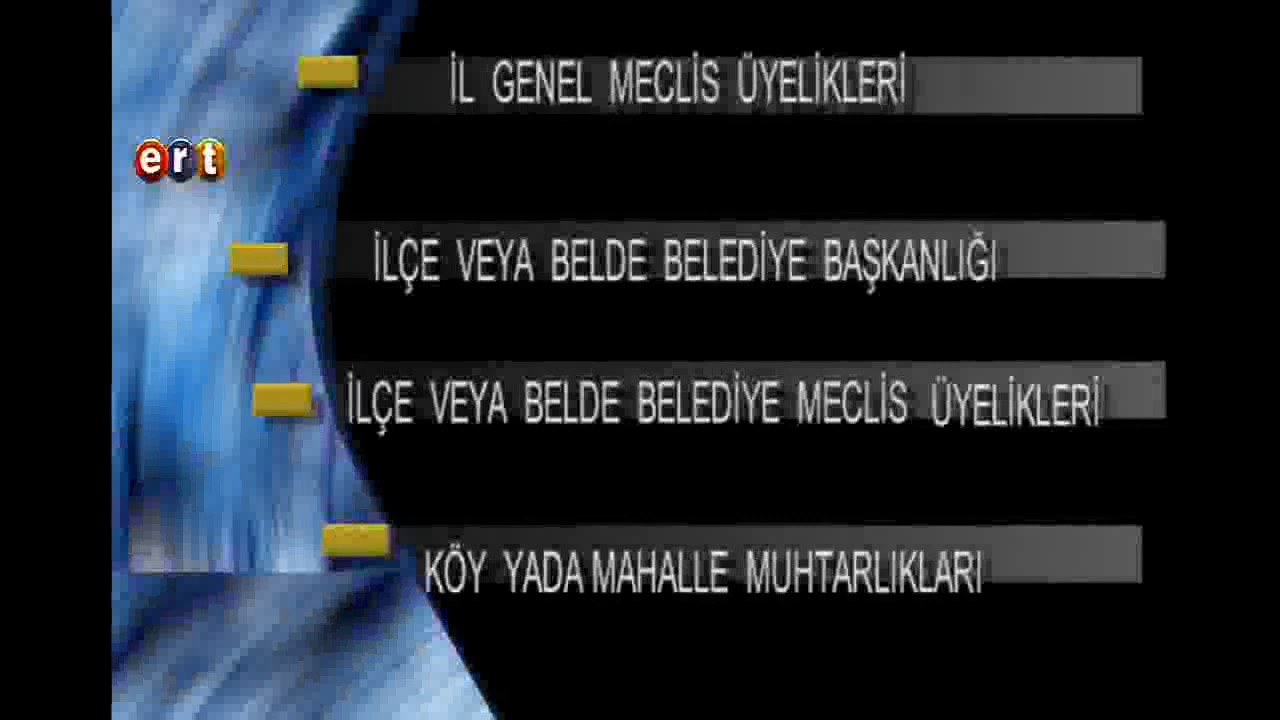 İL GENEL MECLİS ÜYELİKLERİ
ert
İLÇE VEYA BELDE BELEDİYE BAŞKANLIĞI
İLÇE VEYA BELDE BELEDİYE MECLİS ÜYELİKLERİ
KÖY YADA MAHALLE MUHTARLIKLARI